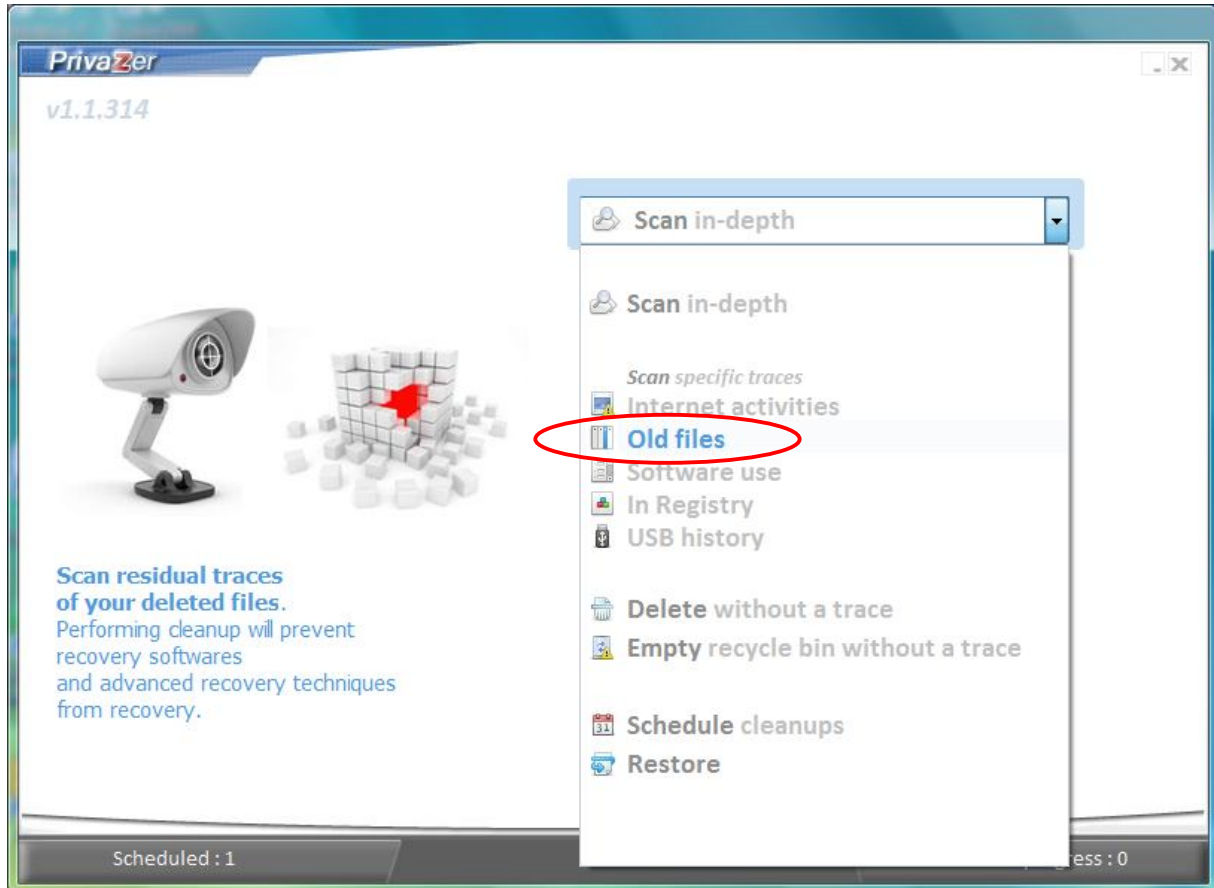 PrivaZer
v1.1.314
Scan in-depth
Scan in-depth
Scan specific traces
Internet activities
Old files
Software use
In Registry
USB history
Delete without a trace
Empty recycle bin without a trace
Schedule cleanups
Restore
Scan residual traces
of your deleted files.
Performing cleanup will prevent
recovery softwares
and advanced recovery techniques
from recovery.
Scheduled : 1
ress : 0